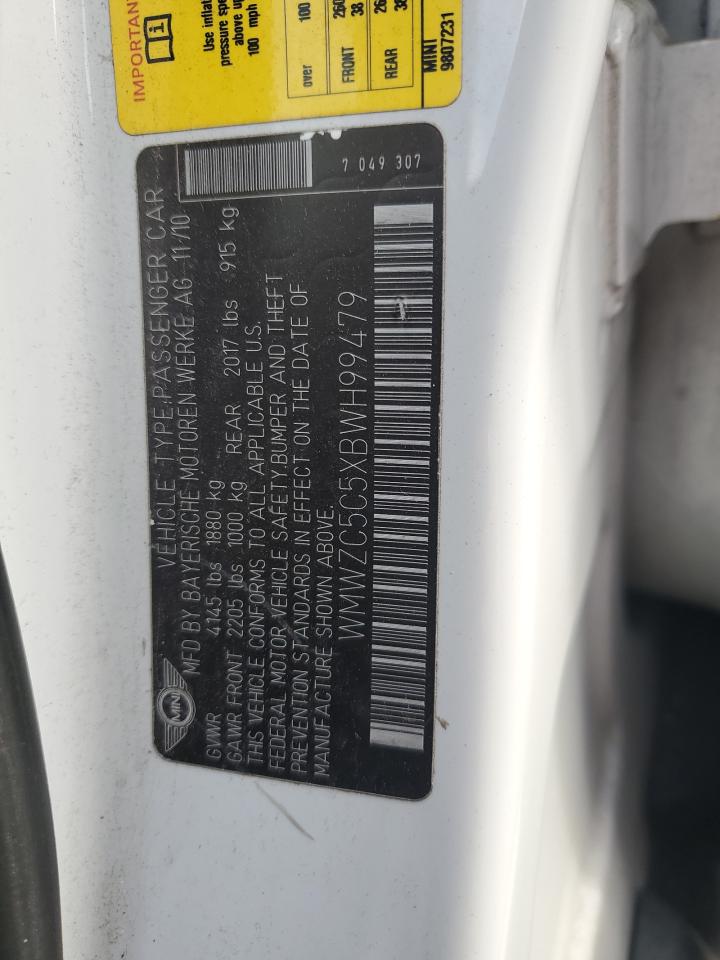 IMPORTAN
Use inflat
pressure spe
above up
100 mph
over 100
FRONT 38
REAR
MINI
9807231
7 049 307
VEHICLE TYPE:PASSENGER CAR
MFD BY BAYERISCHE MOTOREN WERKE AG 11/10
GVWR 4145 lbs 1880 kg
GAWR FRONT 2205 lbs 1000 kg REAR 2017 lbs 915 kg
THIS VEHICLE CONFORMS TO ALL APPLICABLE U.S.
FEDERAL MOTOR VEHICLE SAFETY,BUMPER AND THEFT
PREVENTION STANDARDS IN EFFECT ON THE DATE OF
MANUFACTURE SHOWN ABOVE.
WMWZC5C5XBWH99479
MINI